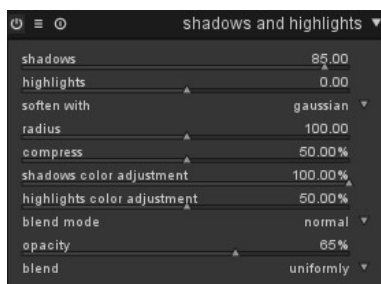 shadows and highlights
shadows 85.00
highlights 0.00
soften with gaussian
radius 100.00
compress 50.00%
shadows color adjustment 100.00%
highlights color adjustment 50.00%
blend mode normal
opacity 65%
blend uniformly